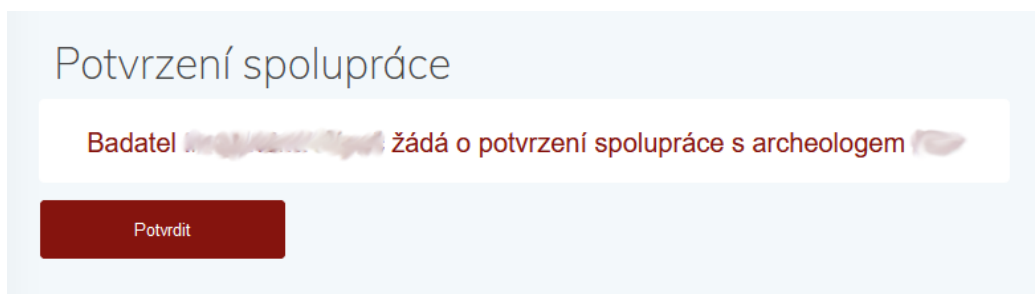 Potvrzení spolupráce
Badatel žádá o potvrzení spolupráce s archeologem
Potvrdit